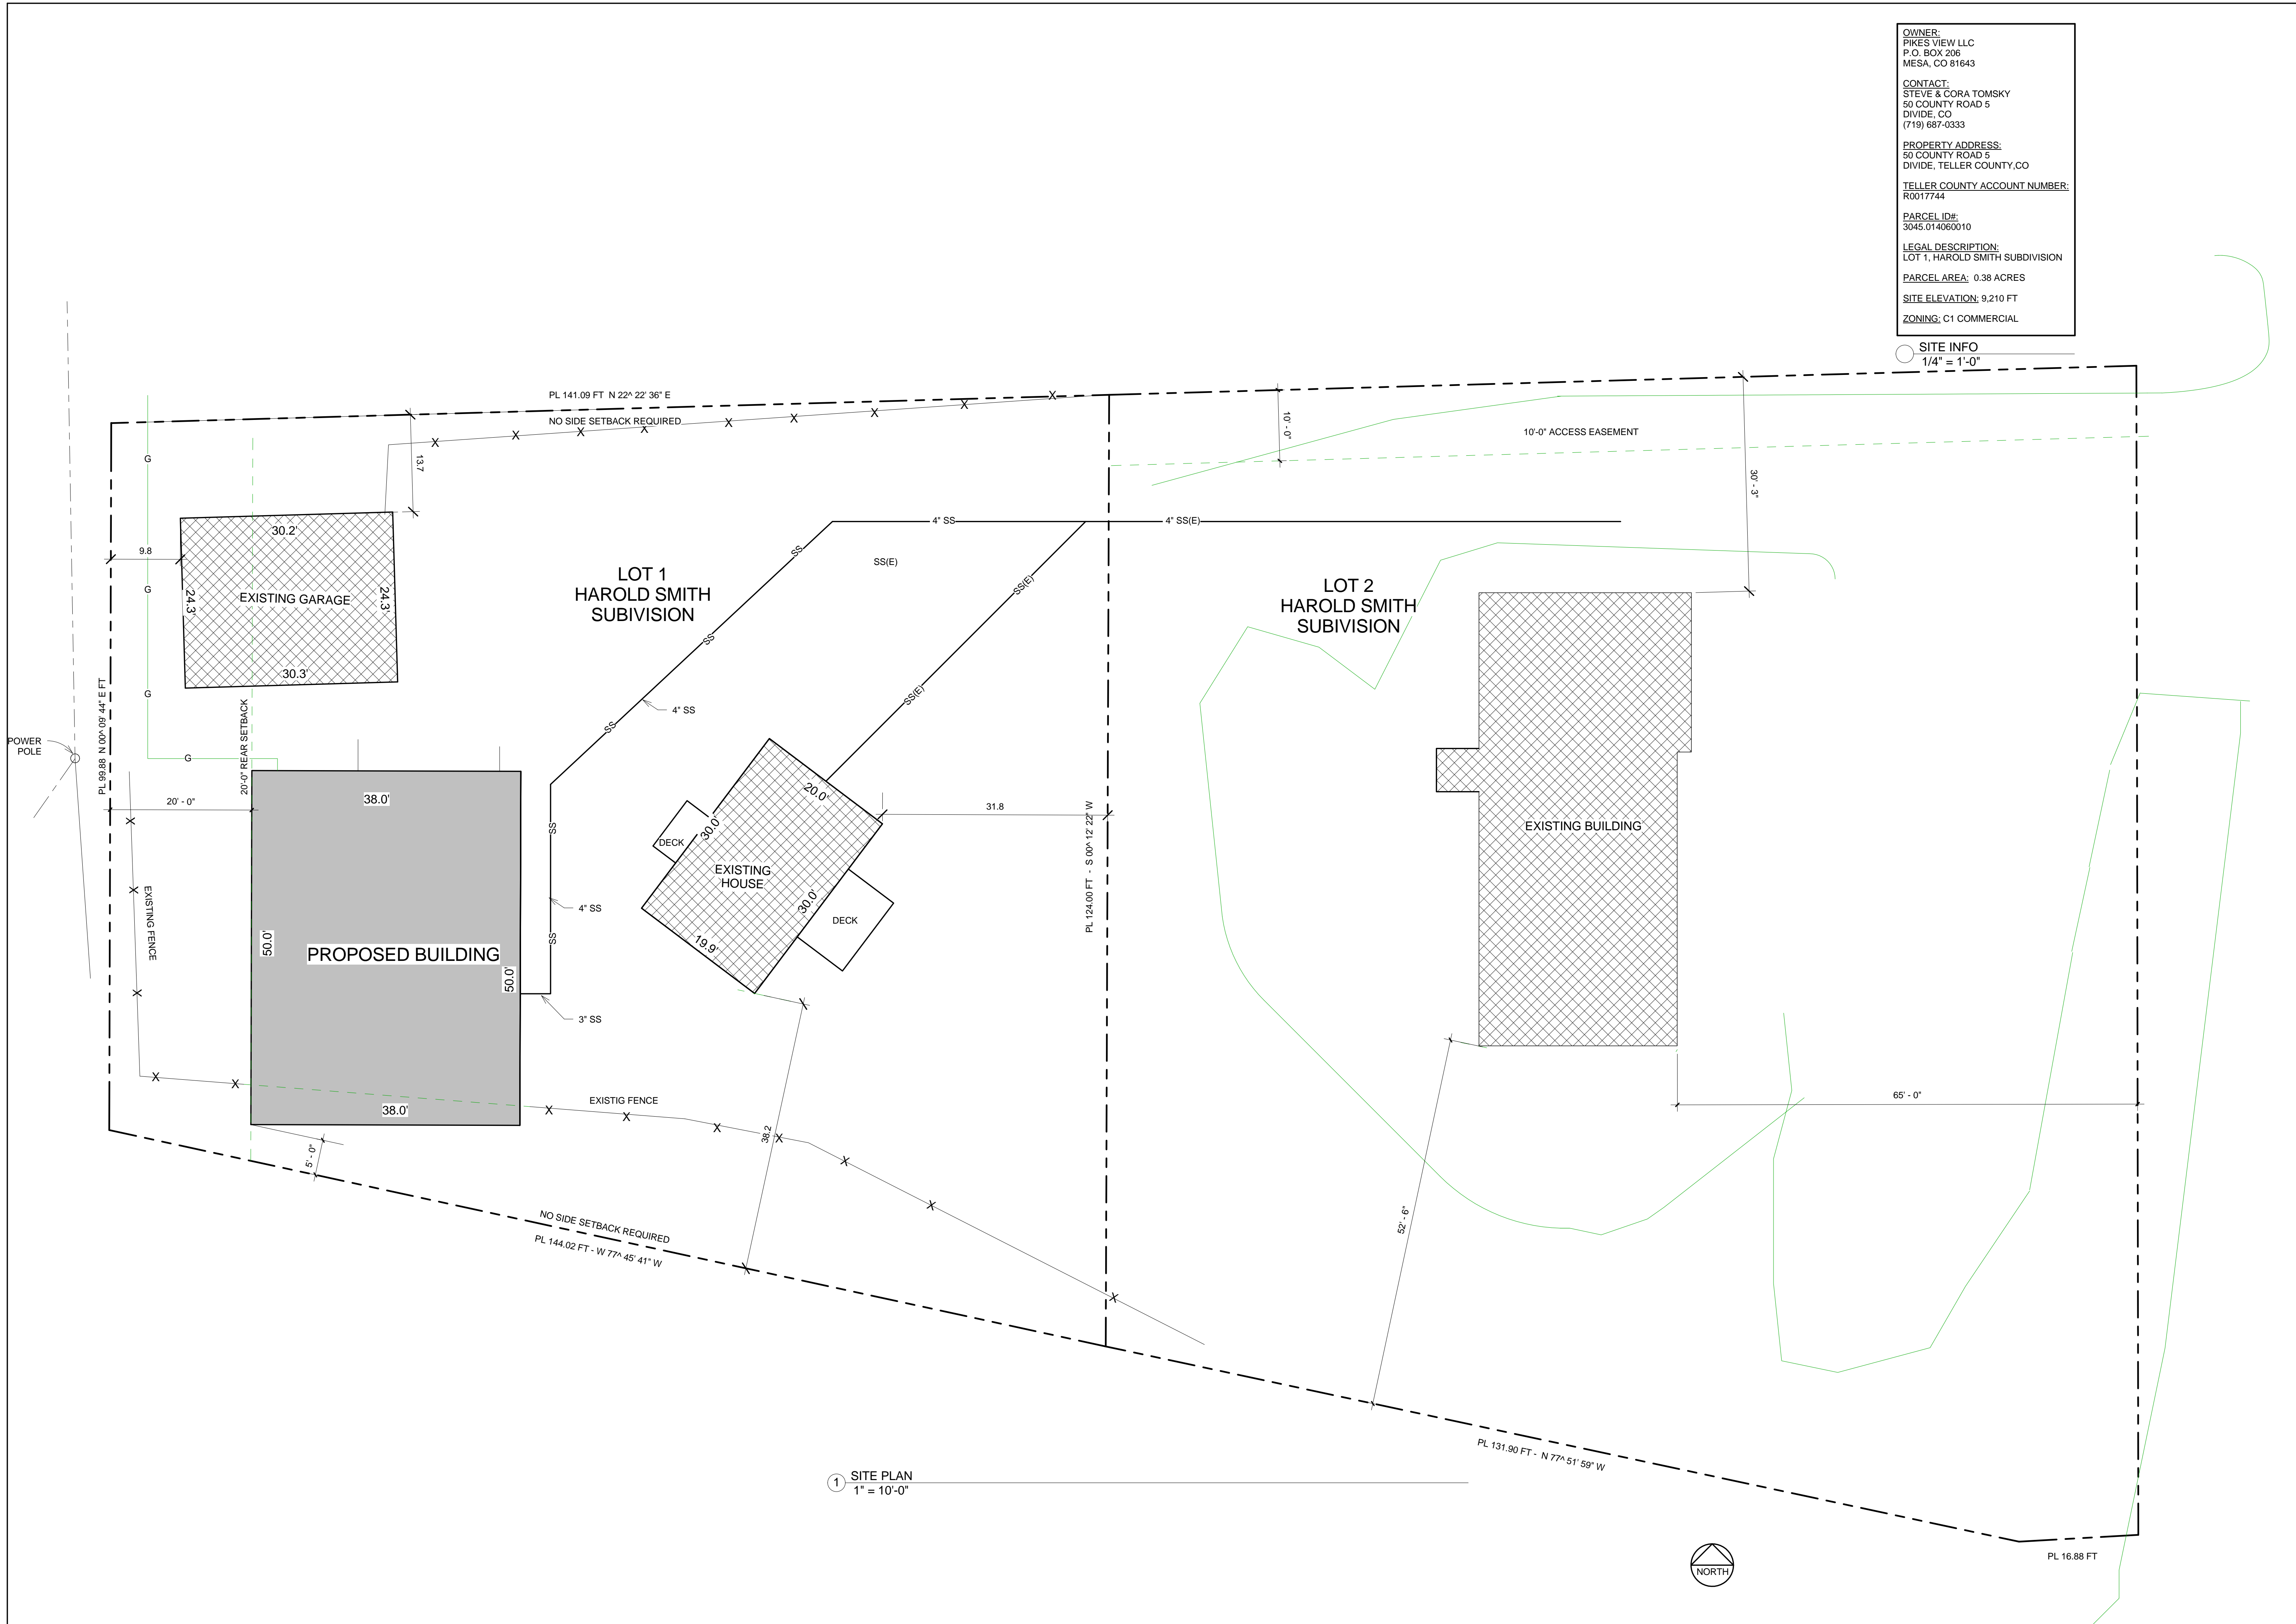 OWNER:
PIKES VIEW LLC
P.O. BOX 206
MESA, CO 81643
CONTACT:
STEVE & CORA TOMSKY
50 COUNTY ROAD 5
DIVIDE, CO
(719) 687-0333
PROPERTY ADDRESS:
50 COUNTY ROAD 5
DIVIDE, TELLER COUNTY,CO
TELLER COUNTY ACCOUNT NUMBER:
R0017744
PARCEL ID#:
3045.014060010
LEGAL DESCRIPTION:
LOT 1, HAROLD SMITH SUBDIVISION
PARCEL AREA: 0.38 ACRES
SITE ELEVATION: 9,210 FT
ZONING: C1 COMMERCIAL
SITE INFO
1/4" = 1'-0"
PL 141.09 FT N 22^ 22' 36" E
NO SIDE SETBACK REQUIRED
X
X
X
X
X
X
X
X
X
13.7
10' - 0"
10'-0" ACCESS EASEMENT
30' - 3"
G
G
G
G
9.8
30.2'
24.3'
EXISTING GARAGE
24.3'
30.3'
LOT 1
HAROLD SMITH
SUBIVISION
4" SS
4" SS(E)
SS
SS
SS
SS(E)
SS(E)
SS(E)
4" SS
LOT 2
HAROLD SMITH
SUBIVISION
POWER
POLE
PL 99.88 N 00^ 09' 44" E FT
20'-0" REAR SETBACK
20' - 0"
38.0'
50.0'
PROPOSED BUILDING
50.0'
38.0'
X
X
X
EXISTING FENCE
X
X
SS
SS
4" SS
3" SS
DECK
20.0'
30.0'
EXISTING
HOUSE
30.0'
19.9'
DECK
31.8
PL 124.00 FT - S 00^ 12' 22" W
EXISTING BUILDING
65' - 0"
52' - 6"
EXISTIG FENCE
X
X
X
X
X
X
X
38.2
5' - 0"
NO SIDE SETBACK REQUIRED
PL 144.02 FT - W 77^ 45' 41" W
PL 131.90 FT - N 77^ 51' 59" W
PL 16.88 FT
1
SITE PLAN
1" = 10'-0"
NORTH